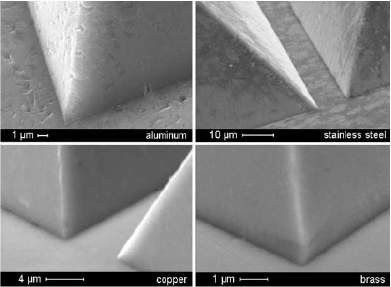 1 µm aluminum
10 µm stainless steel
4 µm copper
1 µm brass